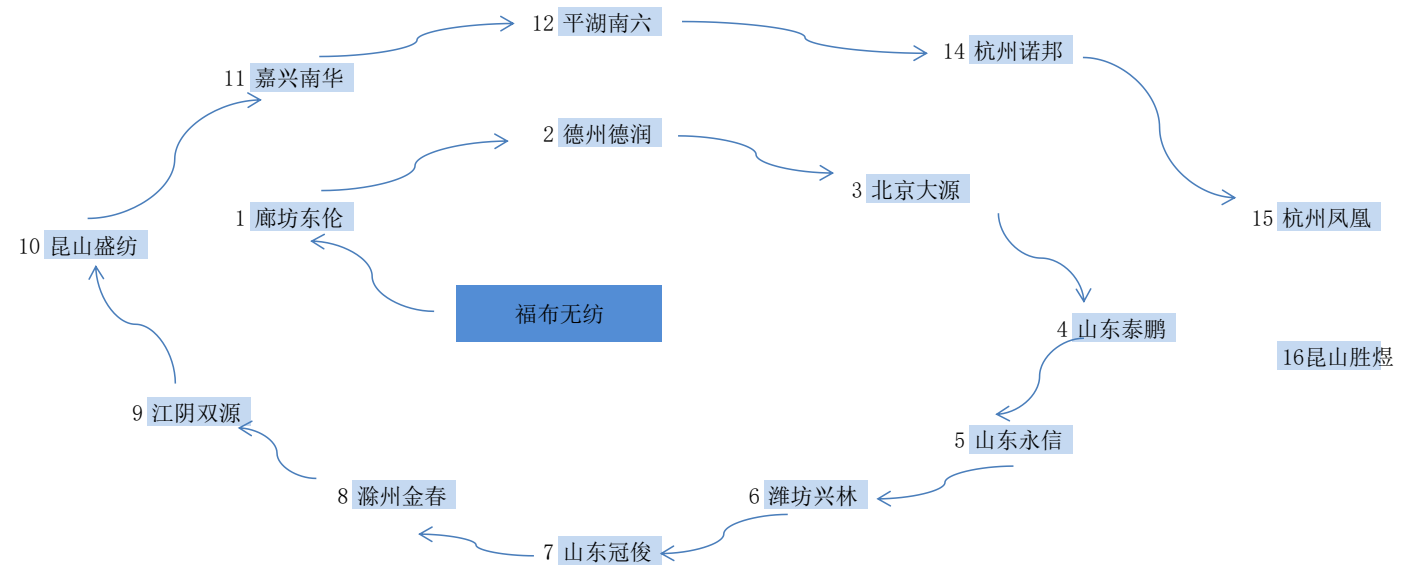 12 平湖南六
14 杭州诺邦
11 嘉兴南华
2 德州德润
3 北京大源
1 廊坊东伦
15 杭州凤凰
10 昆山盛纺
福布无纺
4 山东泰鹏
16昆山胜煜
9 江阴双源
5 山东永信
8 滁州金春
6 潍坊兴林
7 山东冠俊